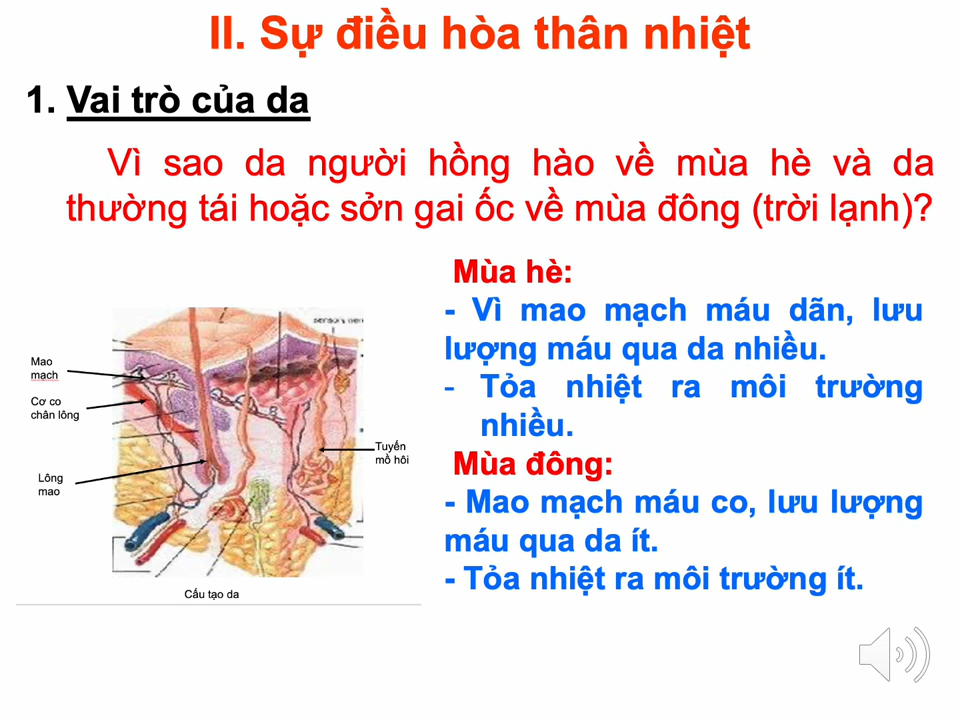 II. Sự điều hòa thân nhiệt
1. Vai trò của da
Vì sao da người hồng hào về mùa hè và da
thường tái hoặc sởn gai ốc về mùa đông (trời lạnh)?
Mùa hè:
- Vì mao mạch máu dãn, lưu
lượng máu qua da nhiều.
- Tỏa nhiệt ra môi trường
nhiều.
Mùa đông:
- Mao mạch máu co, lưu lượng
máu qua da ít.
- Tỏa nhiệt ra môi trường ít.
Mao
mạch
Cơ co
chân lông
Lông
mao
Tuyến
mồ hôi
Cấu tạo da